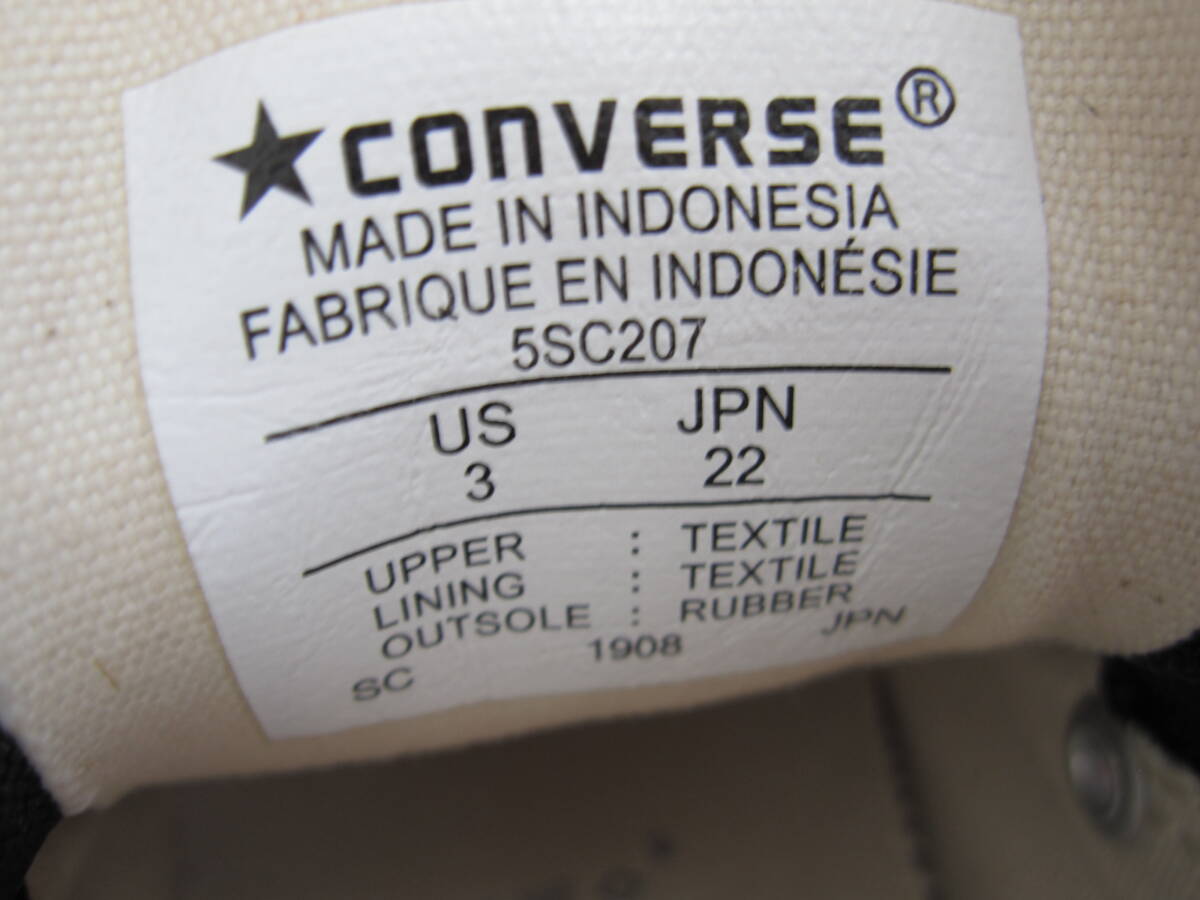 ★CONVERSE®
MADE IN INDONESIA
FABRIQUE EN INDONÉSIE
5SC207
US JPN
3 22
UPPER : TEXTILE
LINING : TEXTILE
OUTSOLE : RUBBER
SC 1908 JPN